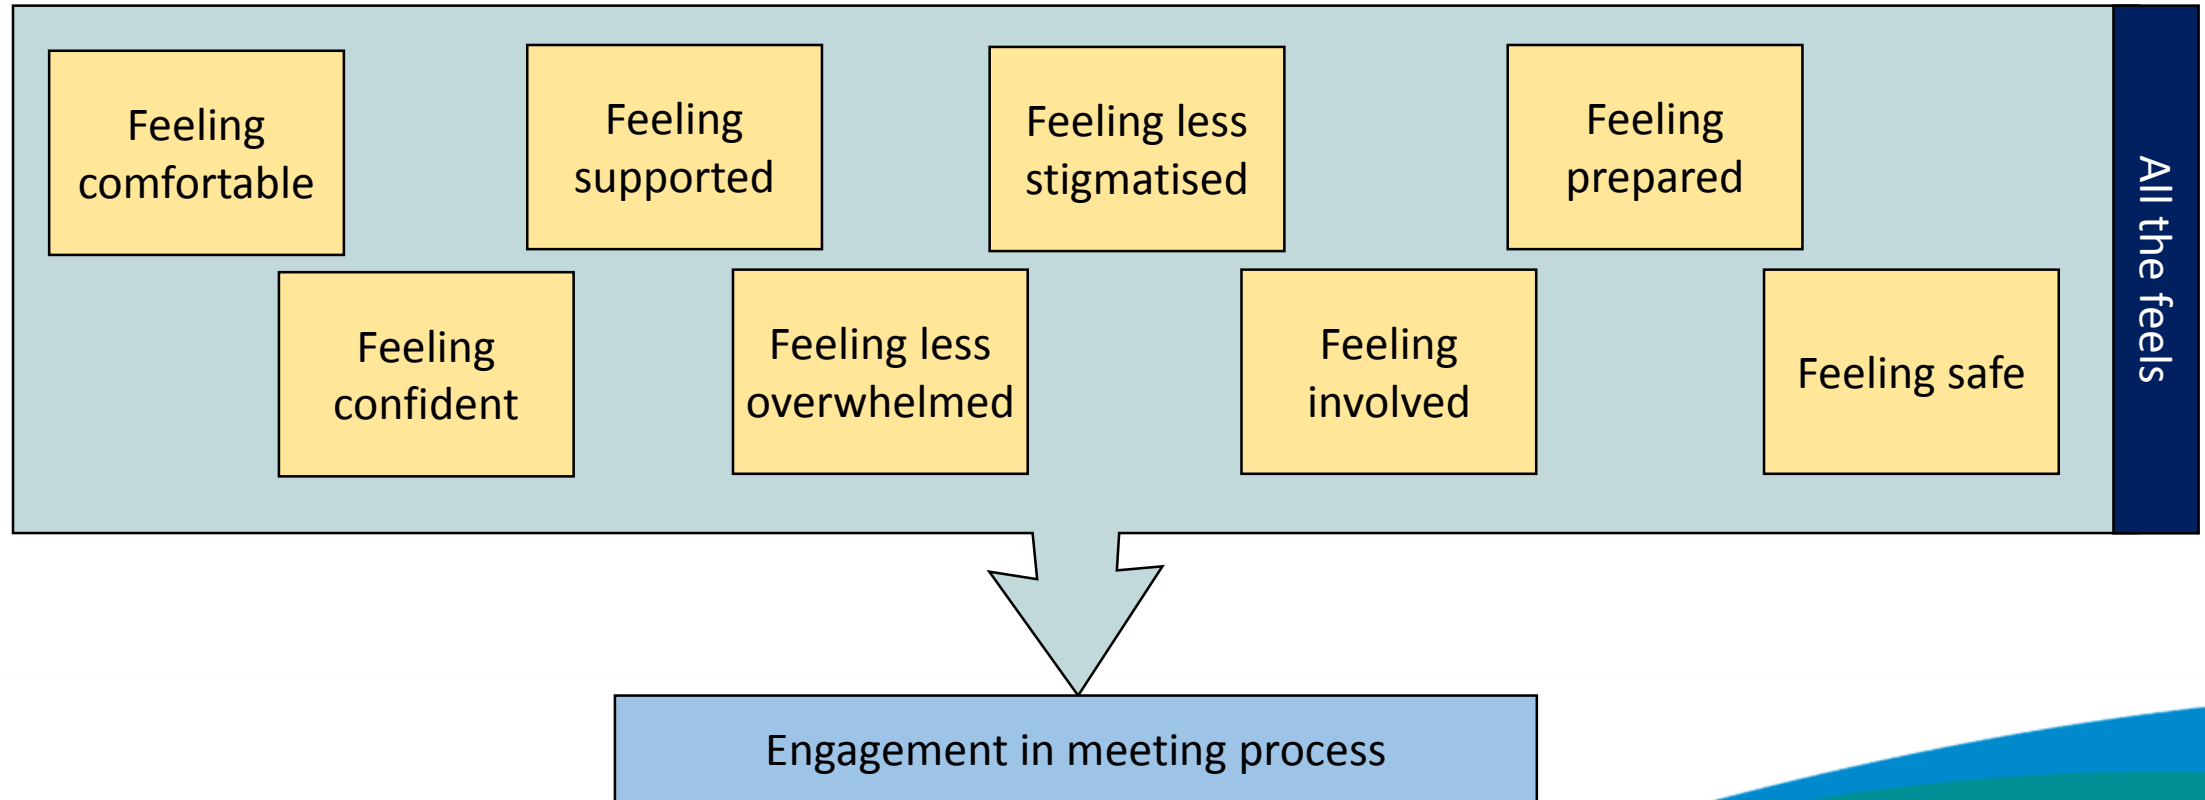 Feeling
comfortable
Feeling
supported
Feeling less
stigmatised
Feeling
prepared
Feeling
confident
Feeling less
overwhelmed
Feeling
involved
Feeling safe
All the feels
Engagement in meeting process